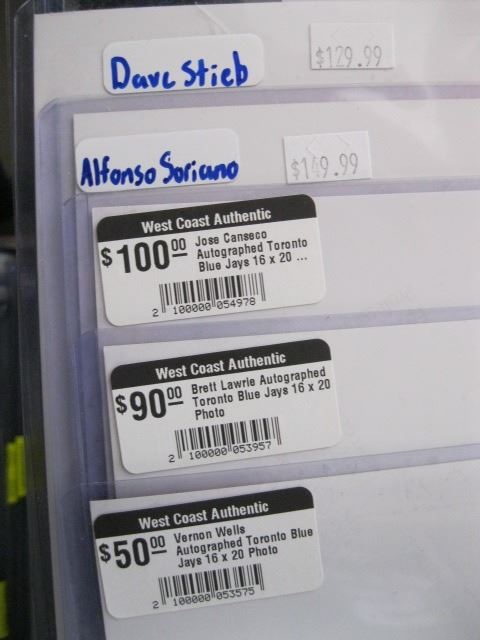 Dave Stieb
$129.99
Alfonso Soriano
$149.99
West Coast Authentic
$100.00
Jose Canseco
Autographed Toronto
Blue Jays 16 x 20 ...
2 100000 054978
West Coast Authentic
$90.00
Brett Lawrie Autographed
Toronto Blue Jays 16 x 20
Photo
2 100000 053957
West Coast Authentic
$50.00
Vernon Wells
Autographed Toronto Blue
Jays 16 x 20 Photo
2 100000 053575